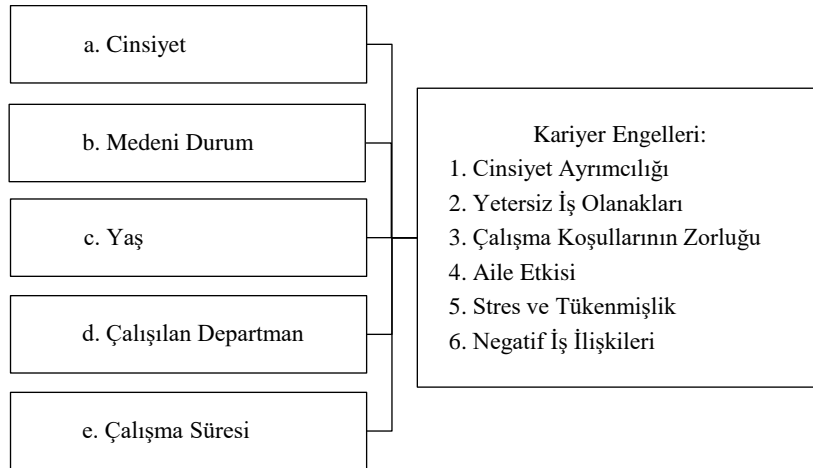 a. Cinsiyet
b. Medeni Durum
c. Yaş
d. Çalışılan Departman
e. Çalışma Süresi
Kariyer Engelleri:
1. Cinsiyet Ayrımcılığı
2. Yetersiz İş Olanakları
3. Çalışma Koşullarının Zorluğu
4. Aile Etkisi
5. Stres ve Tükenmişlik
6. Negatif İş İlişkileri